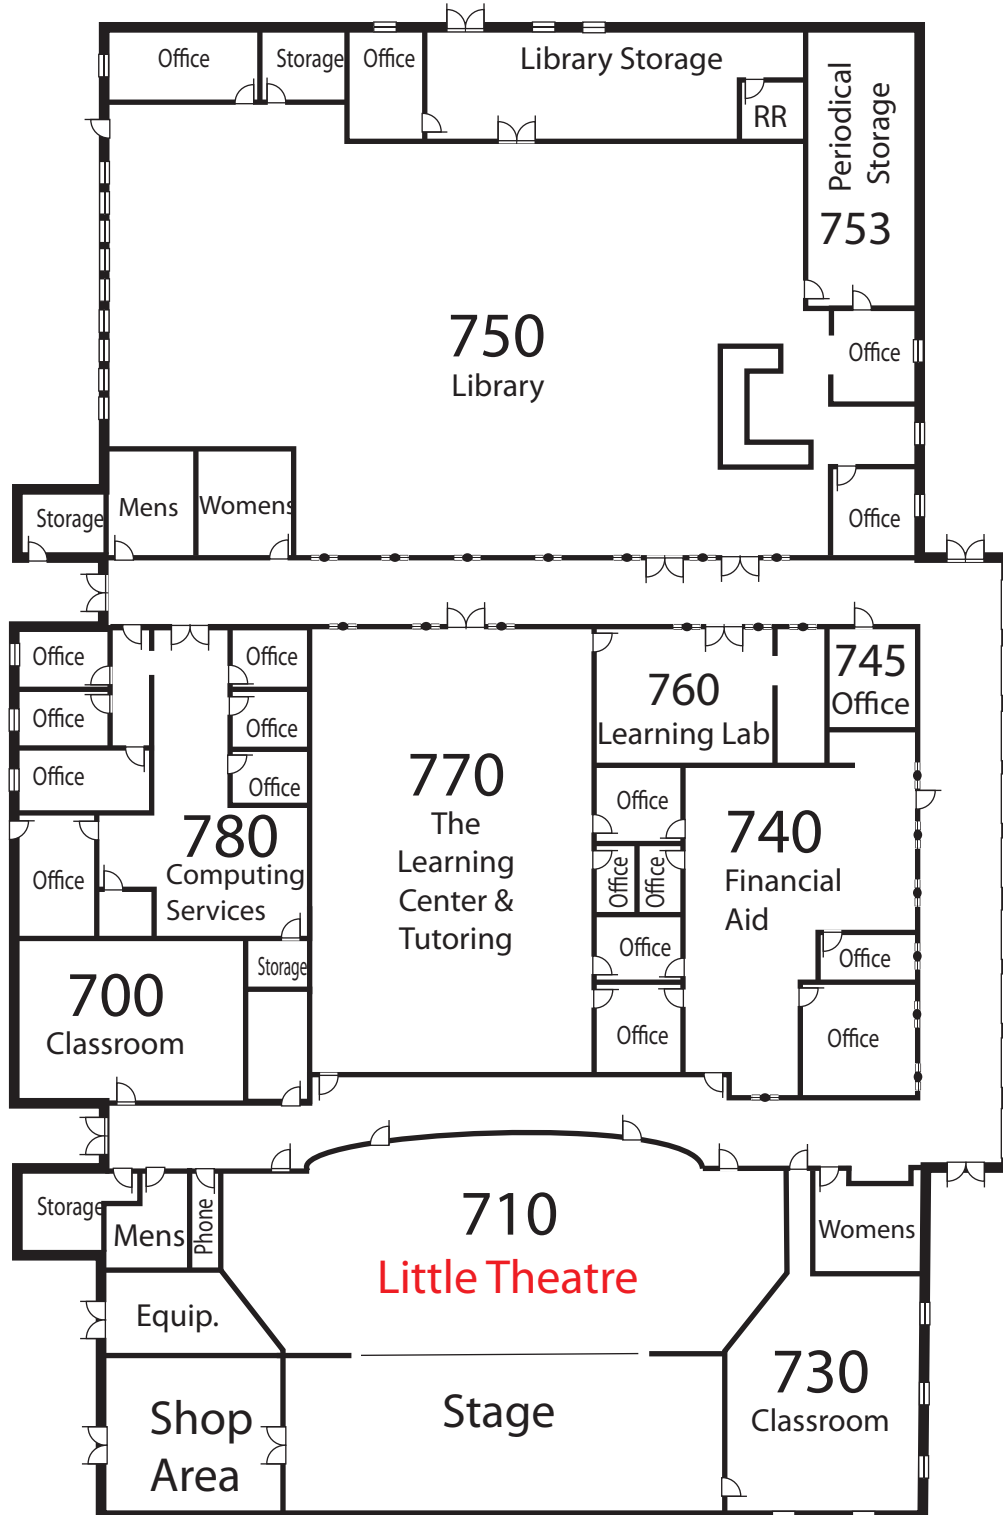 Office
Storage
Office
Library Storage
RR
Periodical
Storage
753
750
Library
Office
Mens
Womens
Storage
Office
Office
Office
745
Office
760
Learning Lab
Office
Office
Office
Office
770
The
Learning
Center &
Tutoring
Office
740
Financial
Aid
780
Computing
Services
Office
Office
Office
Office
Office
Storage
700
Classroom
Office
Office
Storage
Mens
Phone
710
Little Theatre
Womens
Equip.
730
Classroom
Stage
Shop
Area